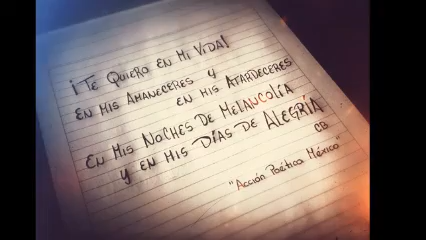 ¡Te Quiero en Mi Vida!
en mis Amaneceres y
en mis Atardeceres
en mis Noches de Melancolía
y en mis Días de Alegría
CB
"Acción Poética México"